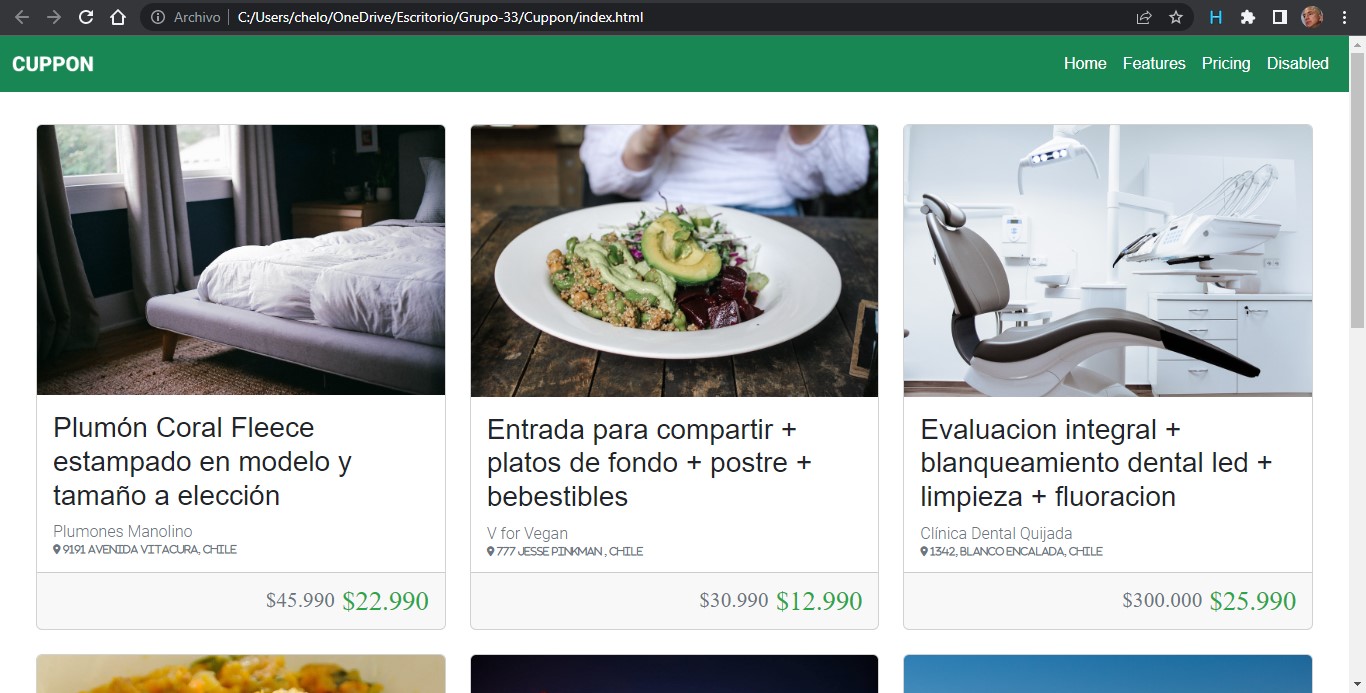 Archivo C:/Users/chelo/OneDrive/Escritorio/Grupo-33/Cuppon/index.html
H
CUPPON
Home Features Pricing Disabled
Plumón Coral Fleece
estampado en modelo y
tamaño a elección
Plumones Manolino
9191 AVENIDA VITACURA, CHILE
$45.990 $22.990
Entrada para compartir +
platos de fondo + postre +
bebestibles
V for Vegan
777 JESSE PINKMAN , CHILE
$30.990 $12.990
Evaluacion integral +
blanqueamiento dental led +
limpieza + fluoracion
Clínica Dental Quijada
1342, BLANCO ENCALADA, CHILE
$300.000 $25.990